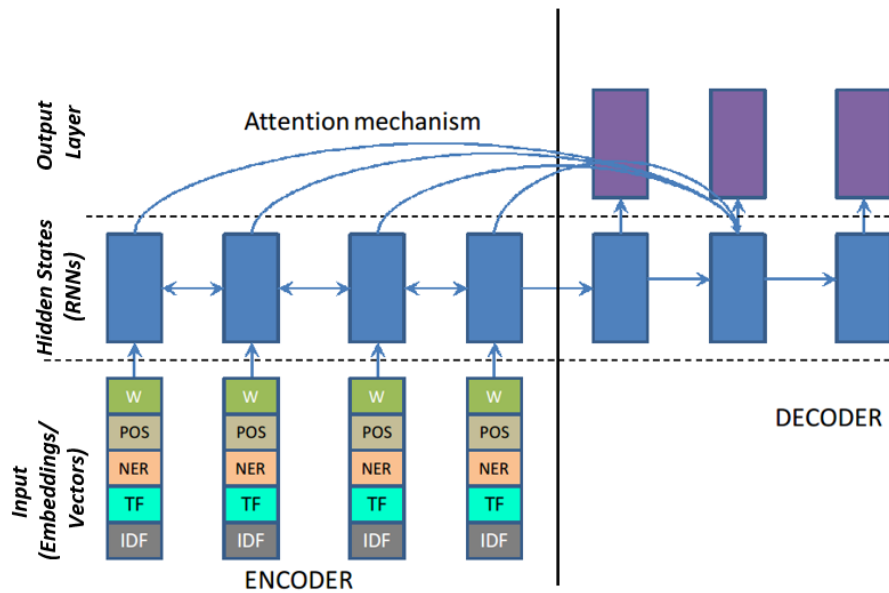 Output
Layer
Attention mechanism
Hidden States
(RNNs)
Input
(Embeddings/
Vectors)
W
POS
NER
TF
IDF
W
POS
NER
TF
IDF
W
POS
NER
TF
IDF
W
POS
NER
TF
IDF
ENCODER
DECODER